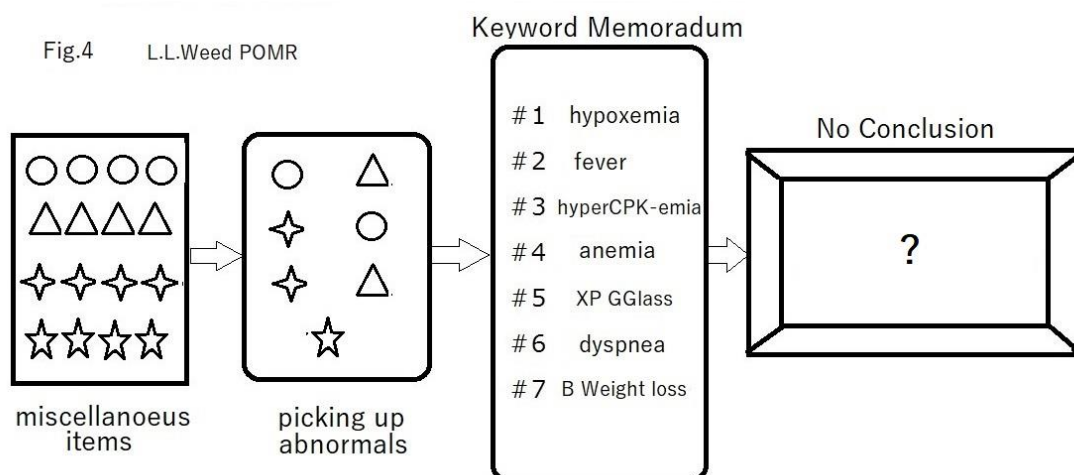 Fig.4 L.L.Weed POMR
Keyword Memoradum
#1 hypoxemia
#2 fever
#3 hyperCPK-emia
#4 anemia
#5 XP GGlass
#6 dyspnea
#7 B Weight loss
No Conclusion
?
miscellanoeus
items
picking up
abnormals